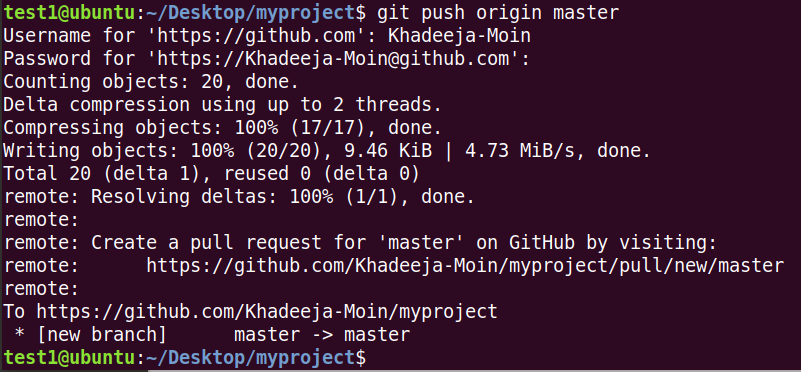 test1@ubuntu:~/Desktop/myproject$ git push origin master
Username for 'https://github.com': Khadeeja-Moin
Password for 'https://Khadeeja-Moin@github.com':
Counting objects: 20, done.
Delta compression using up to 2 threads.
Compressing objects: 100% (17/17), done.
Writing objects: 100% (20/20), 9.46 KiB | 4.73 MiB/s, done.
Total 20 (delta 1), reused 0 (delta 0)
remote: Resolving deltas: 100% (1/1), done.
remote:
remote: Create a pull request for 'master' on GitHub by visiting:
remote:      https://github.com/Khadeeja-Moin/myproject/pull/new/master
remote:
To https://github.com/Khadeeja-Moin/myproject
 * [new branch]      master -> master
test1@ubuntu:~/Desktop/myproject$